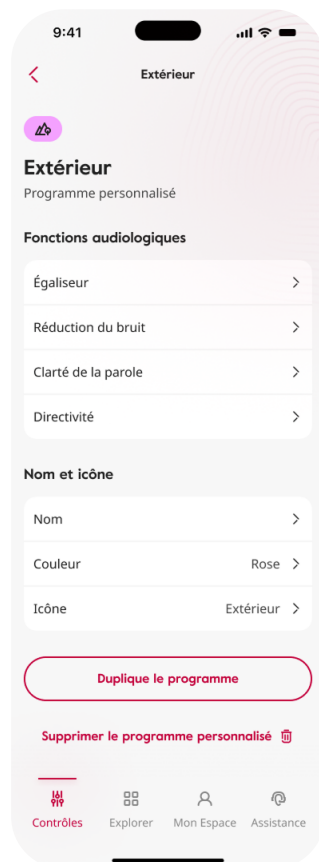 9:41
Extérieur
Extérieur
Programme personnalisé
Fonctions audiologiques
Égaliseur
Réduction du bruit
Clarté de la parole
Directivité
Nom et icône
Nom
Couleur Rose
Icône Extérieur
Duplique le programme
Supprimer le programme personnalisé
Contrôles Explorer Mon Espace Assistance